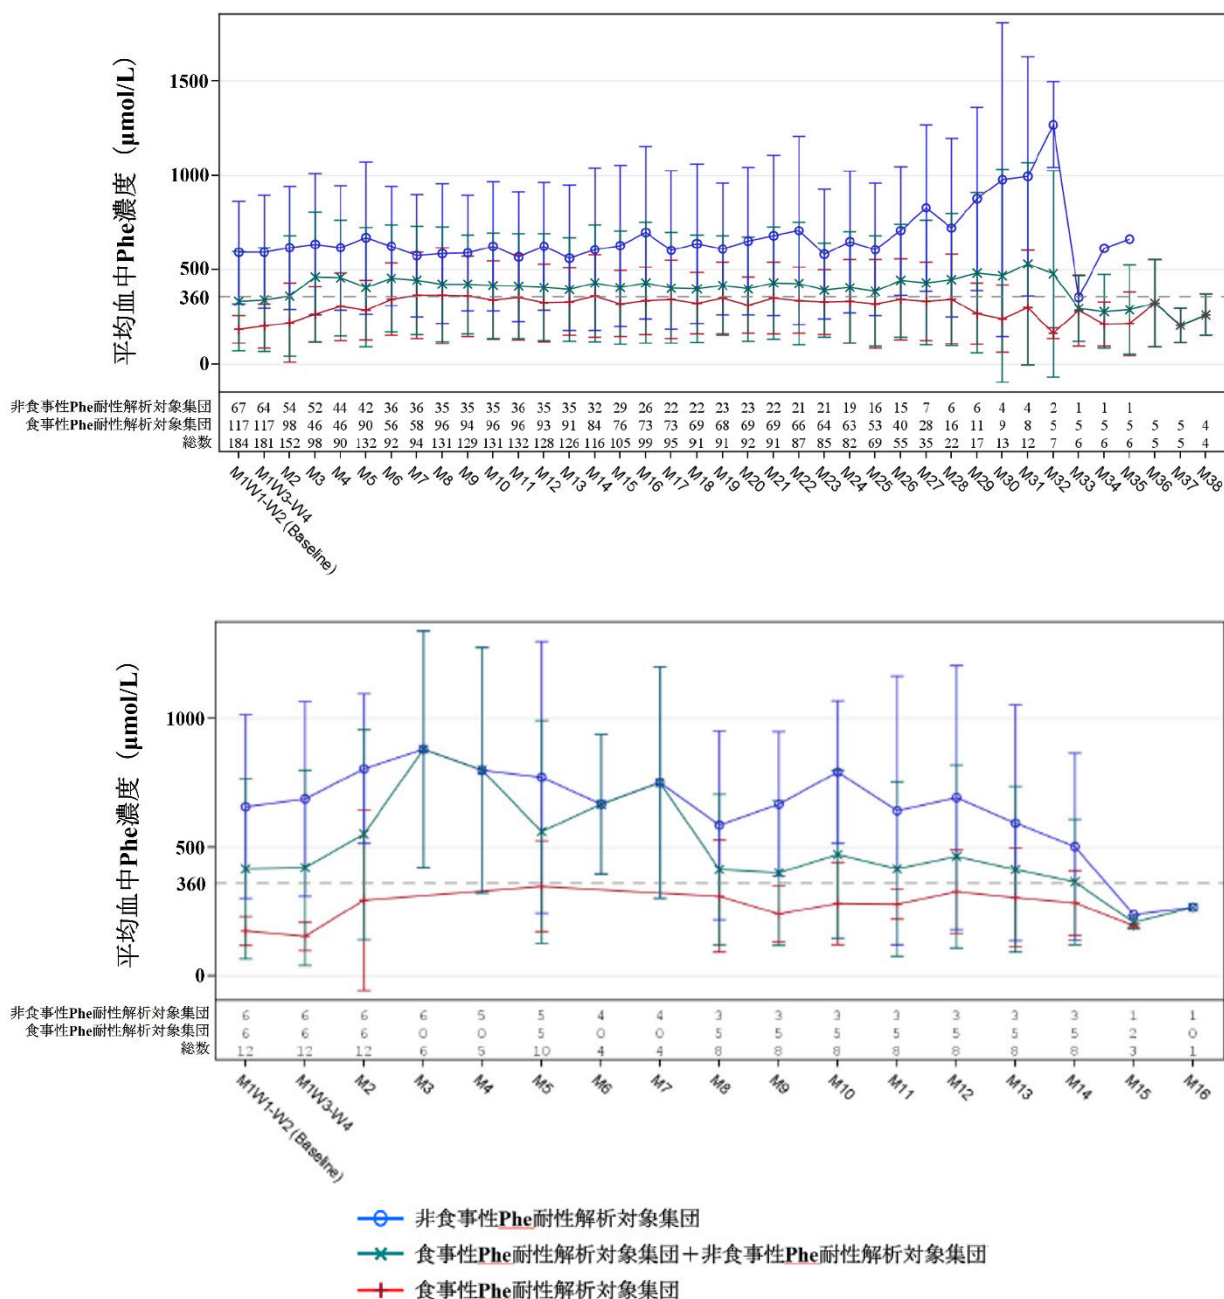 平均血中Phe濃度（μmol/L）
1500
1000
500
360
0
非食事性Phe耐性解析対象集団 67 64 54 52 44 42 36 36 35 35 35 36 35 35 32 29 26 22 22 23 23 22 21 21 19 16 15 7 6 6 4 4 2 1 1 1
食事性Phe耐性解析対象集団 117 117 98 46 46 90 56 58 96 94 96 96 93 91 84 76 73 73 69 68 69 69 66 64 63 53 40 28 16 11 9 8 5 5 5 5 5 5 4
総数 184 181 152 98 90 132 92 94 131 129 131 132 128 126 116 105 99 95 91 91 92 91 87 85 82 69 55 35 22 17 13 12 7 6 6 6 5 5 4
M1W1-W2 (Baseline) M1W3-W4 M2 M3 M4 M5 M6 M7 M8 M9 M10 M11 M12 M13 M14 M15 M16 M17 M18 M19 M20 M21 M22 M23 M24 M25 M26 M27 M28 M29 M30 M31 M32 M33 M34 M35 M36 M37 M38
平均血中Phe濃度（μmol/L）
1000
500
360
0
非食事性Phe耐性解析対象集団 6 6 6 6 5 5 4 4 3 3 3 3 3 3 3 1 1
食事性Phe耐性解析対象集団 6 6 6 0 0 5 0 0 5 5 5 5 5 5 5 2 0
総数 12 12 12 6 5 10 4 4 8 8 8 8 8 8 8 3 1
M1W1-W2 (Baseline) M1W3-W4 M2 M3 M4 M5 M6 M7 M8 M9 M10 M11 M12 M13 M14 M15 M16
非食事性Phe耐性解析対象集団
食事性Phe耐性解析対象集団＋非食事性Phe耐性解析対象集団
食事性Phe耐性解析対象集団